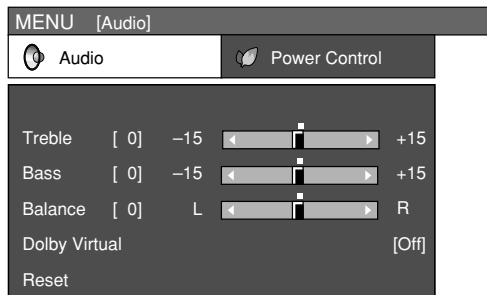 MENU [Audio]
Audio Power Control
Treble [ 0] –15 +15
Bass [ 0] –15 +15
Balance [ 0] L R
Dolby Virtual [Off]
Reset